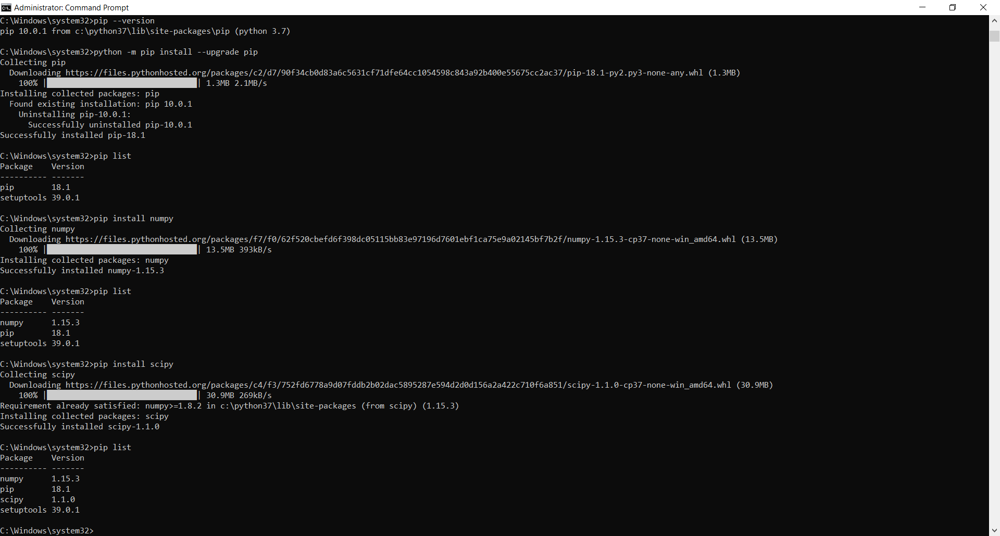 Administrator: Command Prompt
C:\Windows\system32>pip --version
pip 10.0.1 from c:\python37\lib\site-packages\pip (python 3.7)
C:\Windows\system32>python -m pip install --upgrade pip
Collecting pip
  Downloading https://files.pythonhosted.org/packages/c2/d7/90f34cb0d83a6c5631cf71dfe64cc1054598c843a92b400e55675cc2ac37/pip-18.1-py2.py3-none-any.whl (1.3MB)
    100% |████████████████████████████████| 1.3MB 2.1MB/s
Installing collected packages: pip
  Found existing installation: pip 10.0.1
    Uninstalling pip-10.0.1:
      Successfully uninstalled pip-10.0.1
Successfully installed pip-18.1
C:\Windows\system32>pip list
Package    Version
---------- -------
pip        18.1
setuptools 39.0.1
C:\Windows\system32>pip install numpy
Collecting numpy
  Downloading https://files.pythonhosted.org/packages/f7/f0/62f520cbefd6f398dc05115bb83e97196d7601ebf1ca75e9a02145bf7b2f/numpy-1.15.3-cp37-none-win_amd64.whl (13.5MB)
    100% |████████████████████████████████| 13.5MB 393kB/s
Installing collected packages: numpy
Successfully installed numpy-1.15.3
C:\Windows\system32>pip list
Package    Version
---------- -------
numpy      1.15.3
pip        18.1
setuptools 39.0.1
C:\Windows\system32>pip install scipy
Collecting scipy
  Downloading https://files.pythonhosted.org/packages/c4/f3/752fd6778a9d07fddb2b02dac5895287e594d2d0d156a2a422c710f6a851/scipy-1.1.0-cp37-none-win_amd64.whl (30.9MB)
    100% |████████████████████████████████| 30.9MB 269kB/s
Requirement already satisfied: numpy>=1.8.2 in c:\python37\lib\site-packages (from scipy) (1.15.3)
Installing collected packages: scipy
Successfully installed scipy-1.1.0
C:\Windows\system32>pip list
Package    Version
---------- -------
numpy      1.15.3
pip        18.1
scipy      1.1.0
setuptools 39.0.1
C:\Windows\system32>